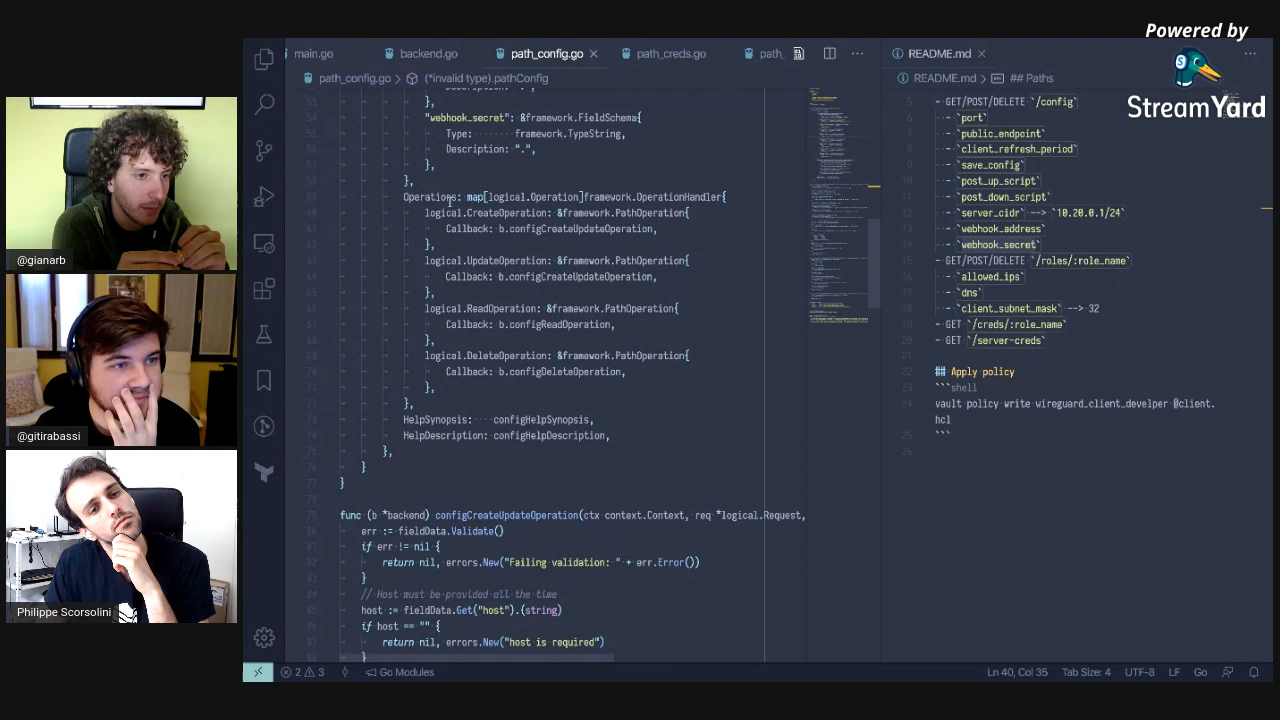 Powered by
StreamYard
@gianarb
@gitirabassi
Philippe Scorsolini
main.go
backend.go
path_config.go
path_creds.go
path_
README.md
path_config.go > (*invalid type).pathConfig
README.md > ## Paths
},
"webhook_secret": &framework.FieldSchema{
Type: framework.TypeString,
Description: ".",
},
},
Operations: map[logical.Operation]framework.OperationHandler{
logical.CreateOperation: &framework.PathOperation{
Callback: b.configCreateUpdateOperation,
},
logical.UpdateOperation: &framework.PathOperation{
Callback: b.configCreateUpdateOperation,
},
logical.ReadOperation: &framework.PathOperation{
Callback: b.configReadOperation,
},
logical.DeleteOperation: &framework.PathOperation{
Callback: b.configDeleteOperation,
},
},
HelpSynopsis: configHelpSynopsis,
HelpDescription: configHelpDescription,
},
}
}
func (b *backend) configCreateUpdateOperation(ctx context.Context, req *logical.Request,
err := fieldData.Validate()
if err != nil {
return nil, errors.New("Failing validation: " + err.Error())
}
// Host must be provided all the time
host := fieldData.Get("host").(string)
if host == "" {
return nil, errors.New("host is required")
}
- GET/POST/DELETE `/config`
- `port`
- `public_endpoint`
- `client_refresh_period`
- `save_config`
- `post_up_script`
- `post_down_script`
- `server_cidr` --> `10.20.0.1/24`
- `webhook_address`
- `webhook_secret`
- GET/POST/DELETE `/roles/:role_name`
- `allowed_ips`
- `dns`
- `client_subnet_mask` --> 32
- GET `/creds/:role_name`
- GET `/server-creds`
## Apply policy
```shell
vault policy write wireguard_client_develper @client.
hcl
```
2 3
Go Modules
Ln 40, Col 35
Tab Size: 4
UTF-8
LF
Go